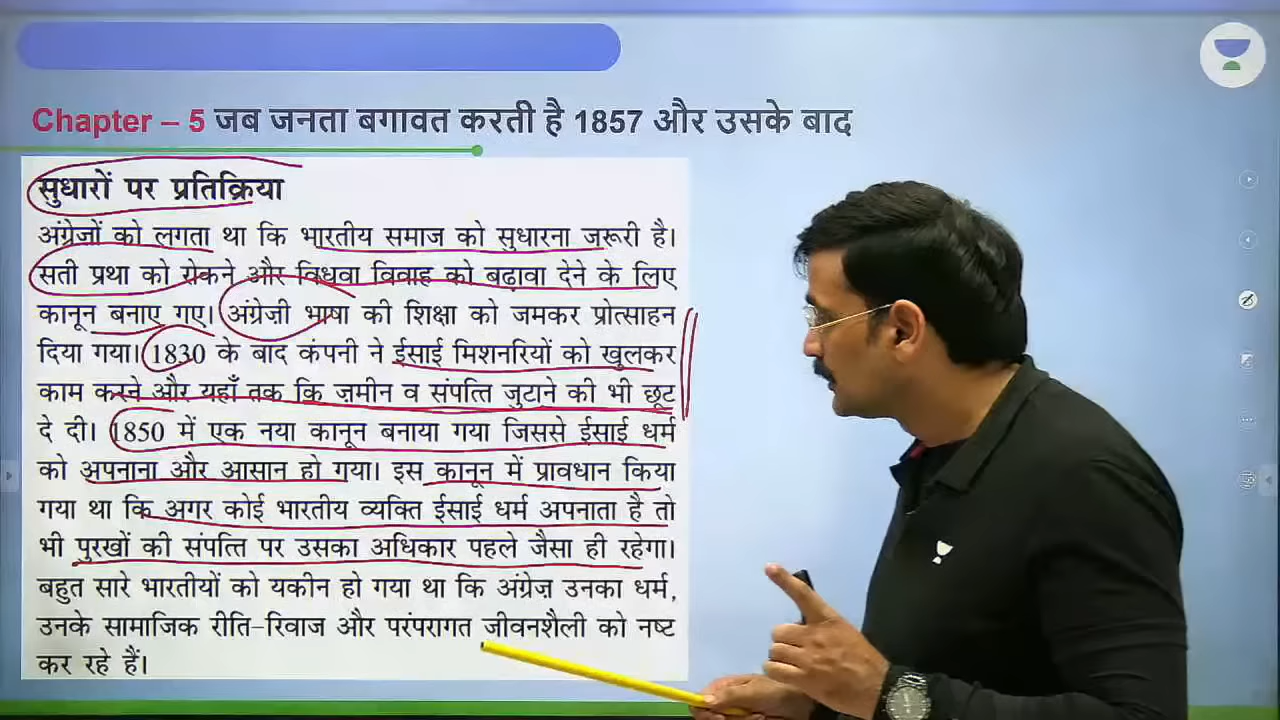 Chapter – 5 जब जनता बगावत करती है 1857 और उसके बाद
सुधारों पर प्रतिक्रिया
अंग्रेजों को लगता था कि भारतीय समाज को सुधारना जरूरी है।
सती प्रथा को रोकने और विधवा विवाह को बढ़ावा देने के लिए
कानून बनाए गए। अंग्रेज़ी भाषा की शिक्षा को जमकर प्रोत्साहन
दिया गया। 1830 के बाद कंपनी ने ईसाई मिशनरियों को खुलकर
काम करने और यहाँ तक कि ज़मीन व संपत्ति जुटाने की भी छूट
दे दी। 1850 में एक नया कानून बनाया गया जिससे ईसाई धर्म
को अपनाना और आसान हो गया। इस कानून में प्रावधान किया
गया था कि अगर कोई भारतीय व्यक्ति ईसाई धर्म अपनाता है तो
भी पुरखों की संपत्ति पर उसका अधिकार पहले जैसा ही रहेगा।
बहुत सारे भारतीयों को यकीन हो गया था कि अंग्रेज़ उनका धर्म,
उनके सामाजिक रीति-रिवाज और परंपरागत जीवनशैली को नष्ट
कर रहे हैं।